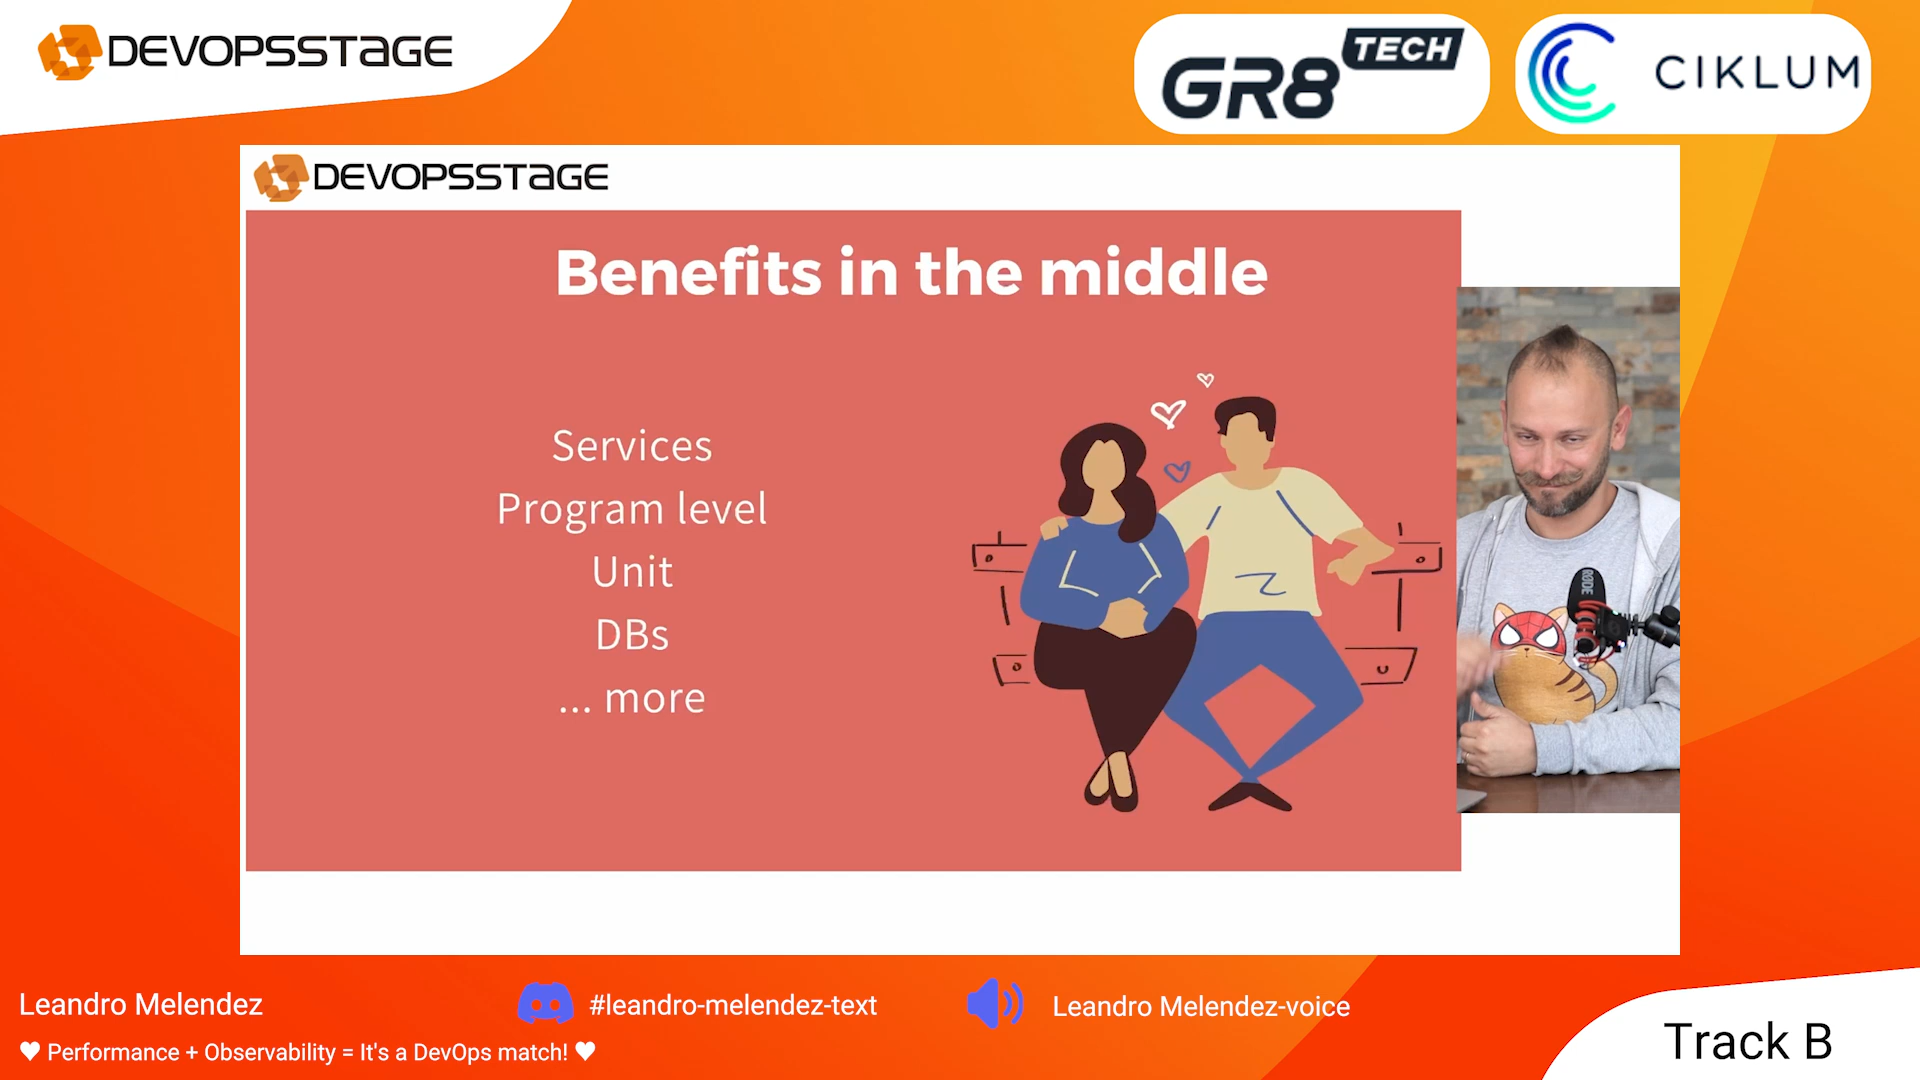 DEVOPSSTAGE
GR8 TECH
CIKLUM
DEVOPSSTAGE
Benefits in the middle
Services
Program level
Unit
DBs
... more
RØDE
Leandro Melendez
#leandro-melendez-text
Leandro Melendez-voice
♥ Performance + Observability = It's a DevOps match! ♥
Track B